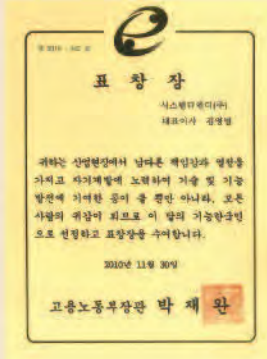 표 창 장
시스템디엔디(주)
대표이사 김영열
귀하는 산업현장에서 남다른 책임감과 열정을
가지고 자기개발에 노력하여 기술 및 기능
발전에 기여한 공이 클 뿐만 아니라, 모든
사람의 귀감이 되므로 이 달의 기능한국인
으로 선정하고 표창장을 수여합니다.
2010년 11월 30일
고용노동부장관 박 재 완